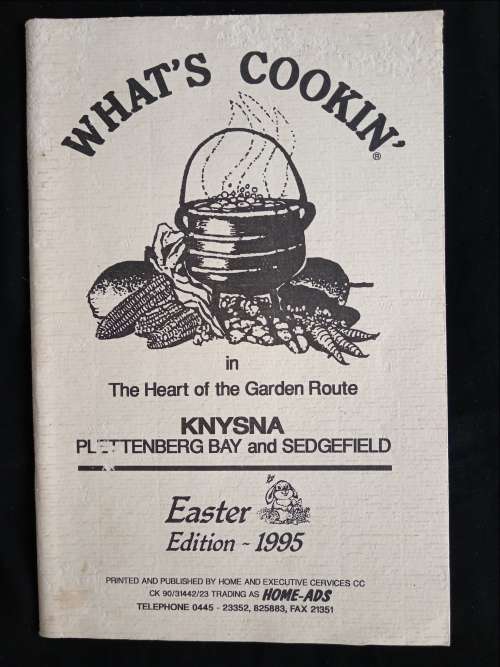 WHAT'S COOKIN'®
in
The Heart of the Garden Route
KNYSNA
PLETTENBERG BAY and SEDGEFIELD
Easter
Edition - 1995
PRINTED AND PUBLISHED BY HOME AND EXECUTIVE CERVICES CC
CK 90/31442/23 TRADING AS HOME-ADS
TELEPHONE 0445 - 23352, 825883, FAX 21351